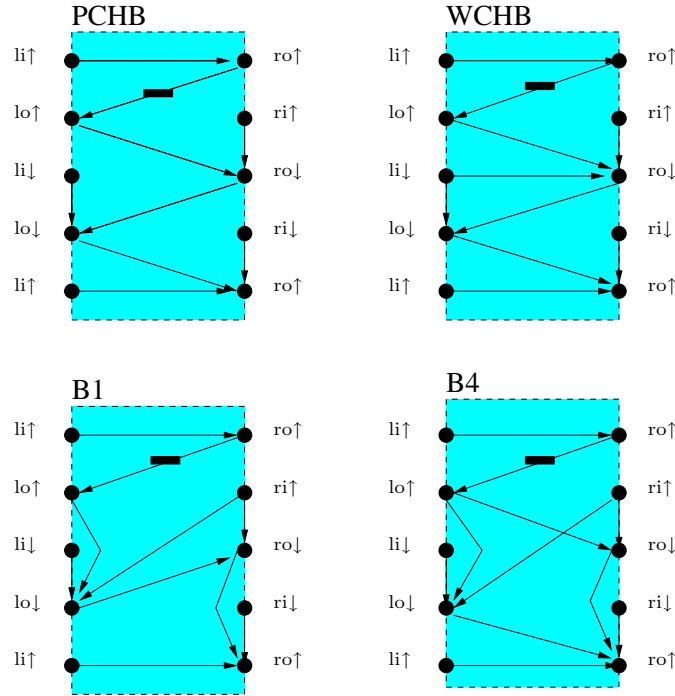 PCHB WCHB
li↑ ro↑ li↑ ro↑
lo↑ ri↑ lo↑ ri↑
li↓ ro↓ li↓ ro↓
lo↓ ri↓ lo↓ ri↓
li↑ ro↑ li↑ ro↑
B1 B4
li↑ ro↑ li↑ ro↑
lo↑ ri↑ lo↑ ri↑
li↓ ro↓ li↓ ro↓
lo↓ ri↓ lo↓ ri↓
li↑ ro↑ li↑ ro↑